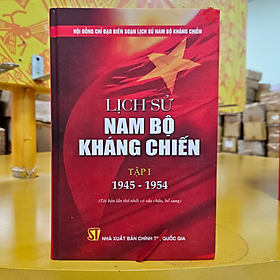 HỘI ĐỒNG CHỈ ĐẠO BIÊN SOẠN LỊCH SỬ NAM BỘ KHÁNG CHIẾN
LỊCH SỬ
NAM BỘ
KHÁNG CHIẾN
TẬP I
1945 - 1954
(Tái bản lần thứ nhất có sửa chữa, bổ sung)
ST NHÀ XUẤT BẢN CHÍNH QUỐC GIA